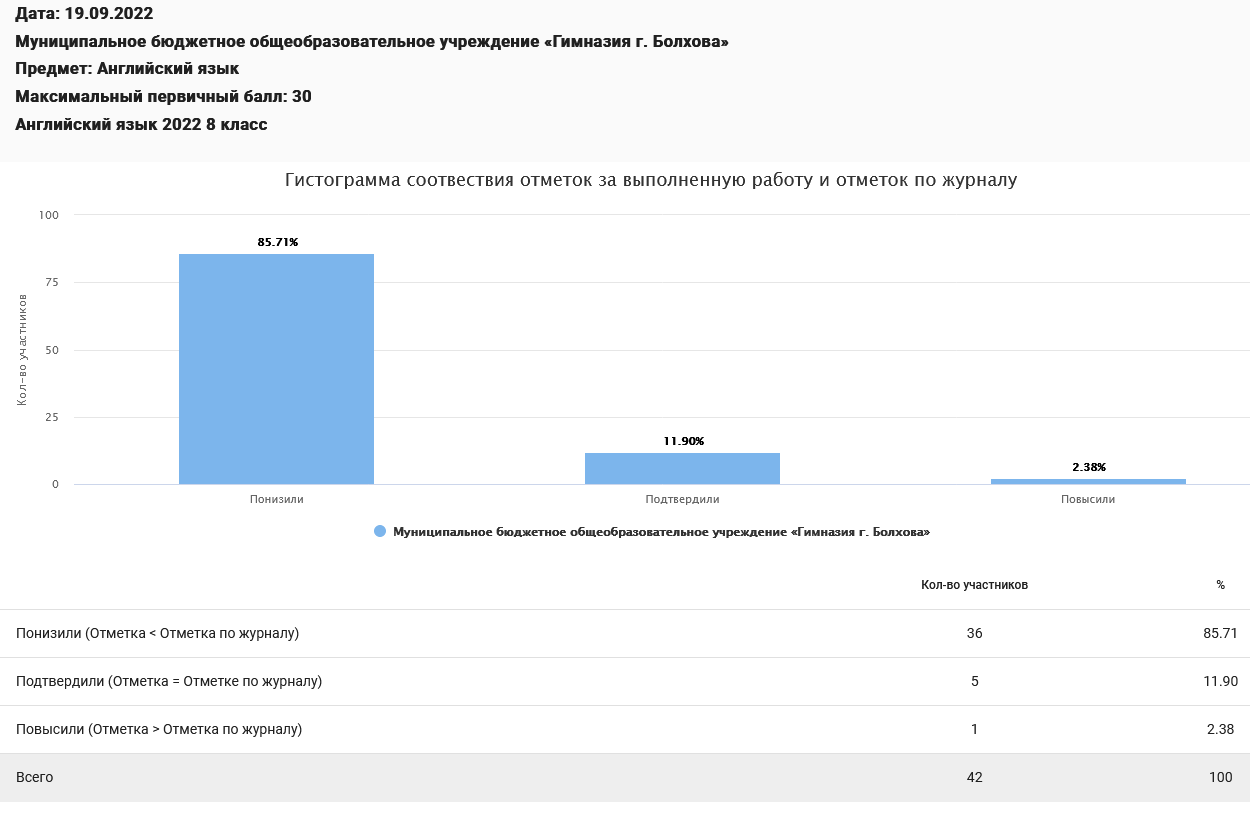 Дата: 19.09.2022
Муниципальное бюджетное общеобразовательное учреждение «Гимназия г. Болхова»
Предмет: Английский язык
Максимальный первичный балл: 30
Английский язык 2022 8 класс
Гистограмма соотвествия отметок за выполненную работу и отметок по журналу
Кол-во участников
100
75
50
25
0
85.71%
11.90%
2.38%
Понизили Подтвердили Повысили
Муниципальное бюджетное общеобразовательное учреждение «Гимназия г. Болхова»
Кол-во участников %
Понизили (Отметка < Отметка по журналу) 36 85.71
Подтвердили (Отметка = Отметке по журналу) 5 11.90
Повысили (Отметка > Отметка по журналу) 1 2.38
Всего 42 100